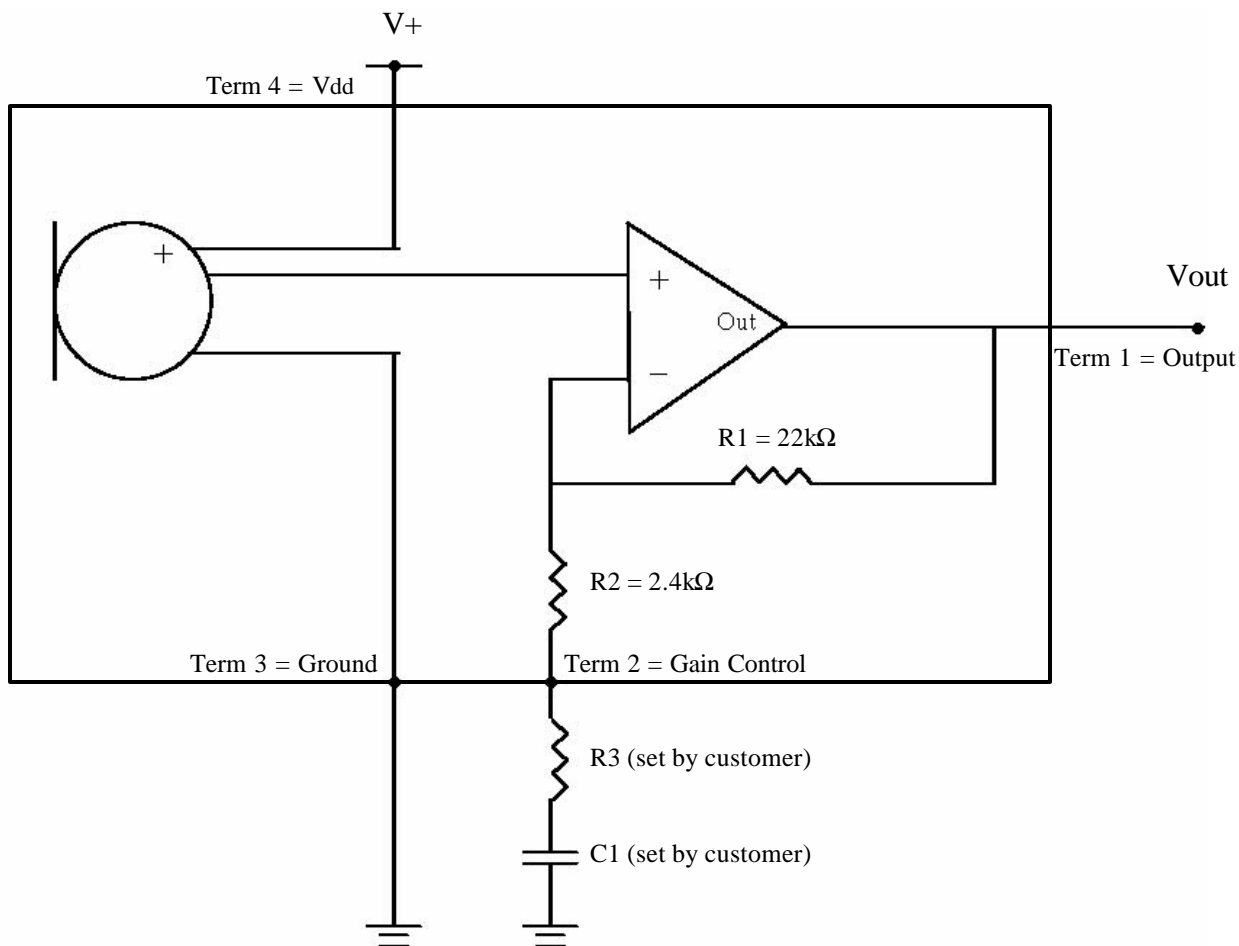 V+
Term 4 = Vdd
+
+
Vout
Out
Term 1 = Output
−
R1 = 22kΩ
R2 = 2.4kΩ
Term 3 = Ground
Term 2 = Gain Control
R3 (set by customer)
C1 (set by customer)